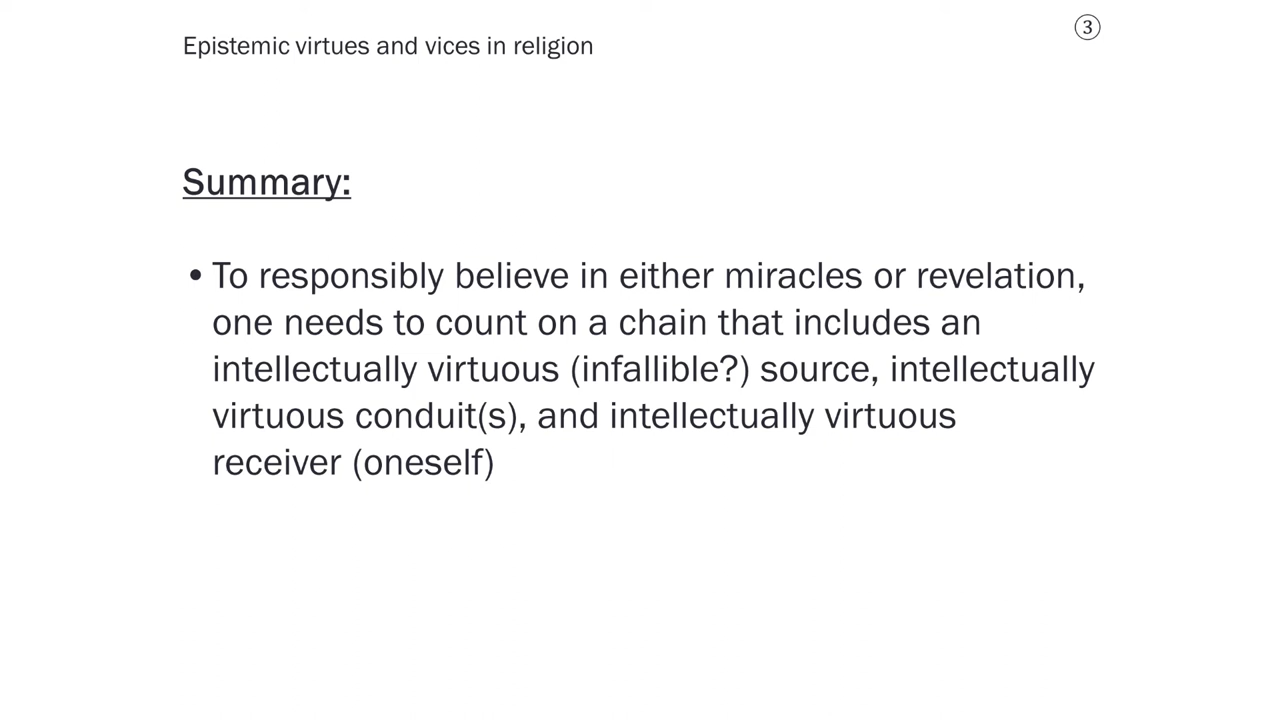 Epistemic virtues and vices in religion
③
Summary:
• To responsibly believe in either miracles or revelation,
one needs to count on a chain that includes an
intellectually virtuous (infallible?) source, intellectually
virtuous conduit(s), and intellectually virtuous
receiver (oneself)